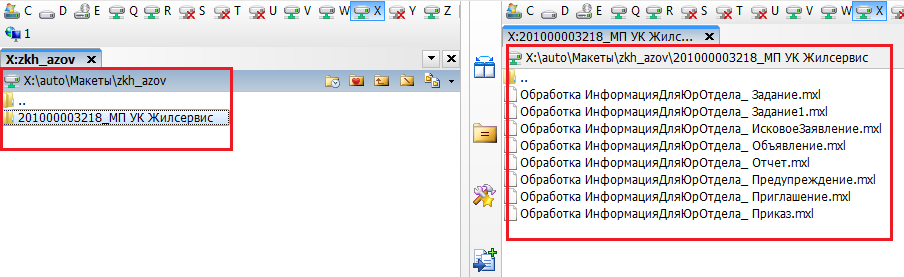 C D E Q R S T U V W X Y Z
1
X:zkh_azov
X:\auto\Макеты\zkh_azov
..
201000003218_МП УК Жилсервис
C D E Q R S T U V W X
X:201000003218_МП УК Жилс...
X:\auto\Макеты\zkh_azov\201000003218_МП УК Жилсервис
..
Обработка ИнформацияДляЮрОтдела_ Задание.mxl
Обработка ИнформацияДляЮрОтдела_ Задание1.mxl
Обработка ИнформацияДляЮрОтдела_ ИсковоеЗаявление.mxl
Обработка ИнформацияДляЮрОтдела_ Объявление.mxl
Обработка ИнформацияДляЮрОтдела_ Отчет.mxl
Обработка ИнформацияДляЮрОтдела_ Предупреждение.mxl
Обработка ИнформацияДляЮрОтдела_ Приглашение.mxl
Обработка ИнформацияДляЮрОтдела_ Приказ.mxl